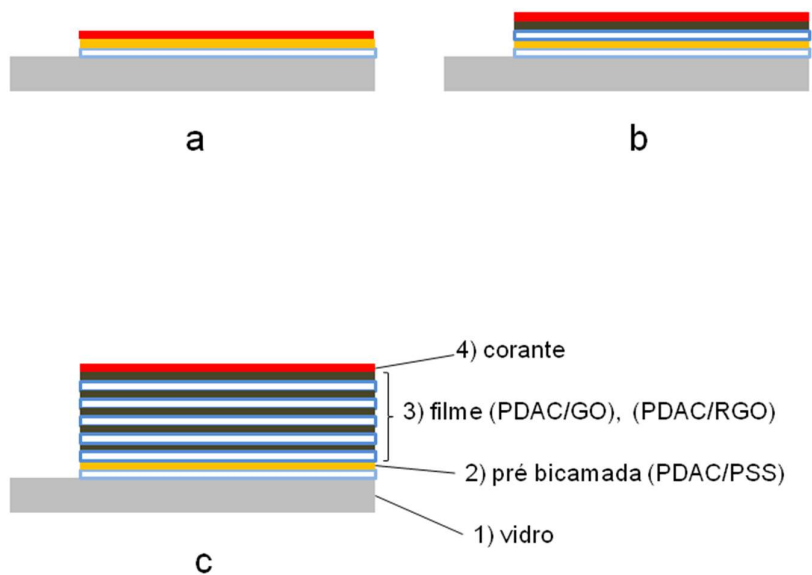 a
b
4) corante
3) filme (PDAC/GO), (PDAC/RGO)
2) pré bicamada (PDAC/PSS)
1) vidro
c